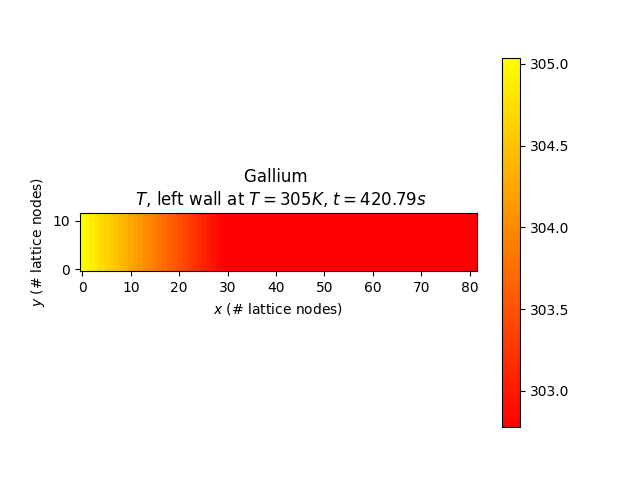 Gallium
T, left wall at T = 305K, t = 420.79s
y (# lattice nodes)
10
0
0 10 20 30 40 50 60 70 80
x (# lattice nodes)
305.0
304.5
304.0
303.5
303.0